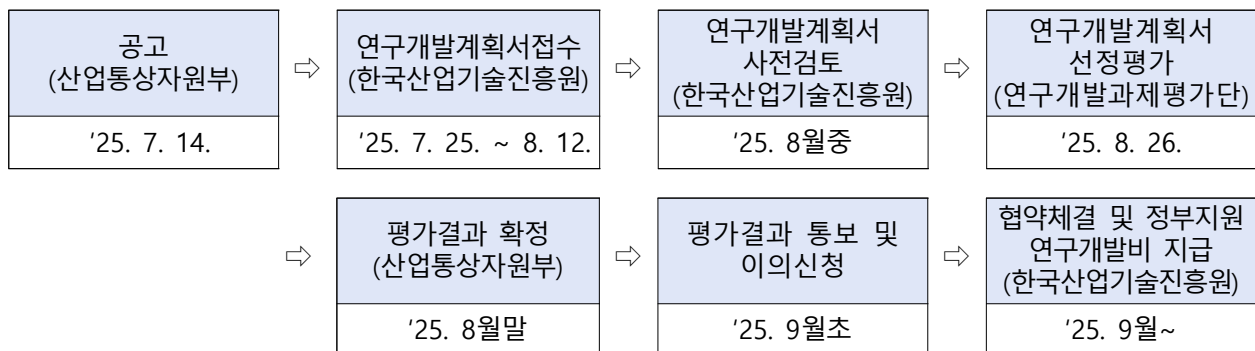 공고
(산업통상자원부)
'25. 7. 14.
⇨
연구개발계획서접수
(한국산업기술진흥원)
'25. 7. 25. ~ 8. 12.
⇨
연구개발계획서
사전검토
(한국산업기술진흥원)
'25. 8월중
⇨
연구개발계획서
선정평가
(연구개발과제평가단)
'25. 8. 26.
⇨
평가결과 확정
(산업통상자원부)
'25. 8월말
⇨
평가결과 통보 및
이의신청
'25. 9월초
⇨
협약체결 및 정부지원
연구개발비 지급
(한국산업기술진흥원)
'25. 9월~